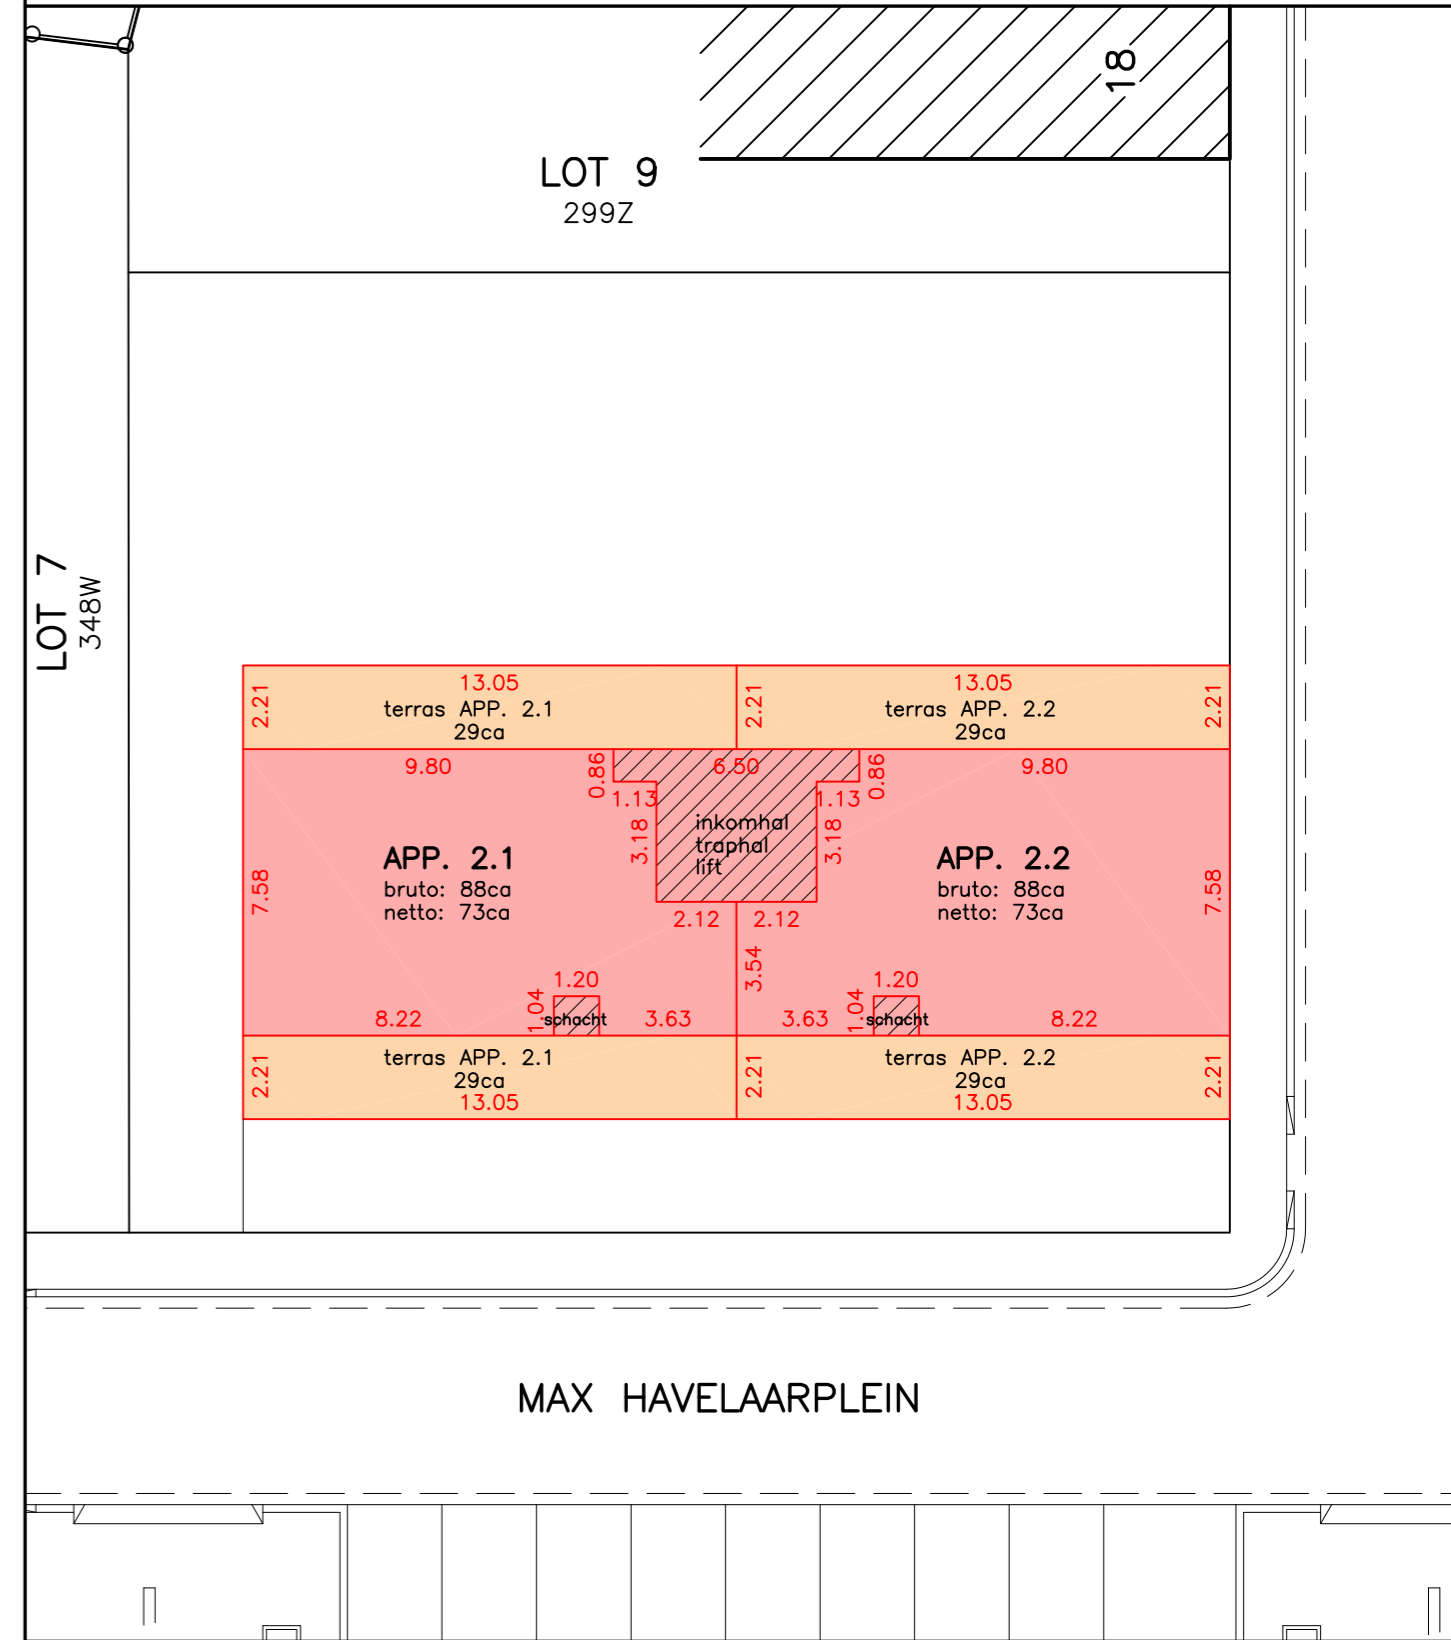 18
LOT 9
299Z
LOT 7
348W
13.05
13.05
2.21
2.21
2.21
terras APP. 2.1
29ca
terras APP. 2.2
29ca
9.80
6.50
9.80
0.86
0.86
1.13
1.13
3.18
3.18
inkomhal
traphal
lift
APP. 2.1
bruto: 88ca
netto: 73ca
APP. 2.2
bruto: 88ca
netto: 73ca
7.58
7.58
2.12
2.12
3.54
1.20
1.20
1.04
1.04
8.22
schacht
3.63
3.63
schacht
8.22
2.21
2.21
2.21
terras APP. 2.1
29ca
13.05
terras APP. 2.2
29ca
13.05
MAX HAVELAARPLEIN